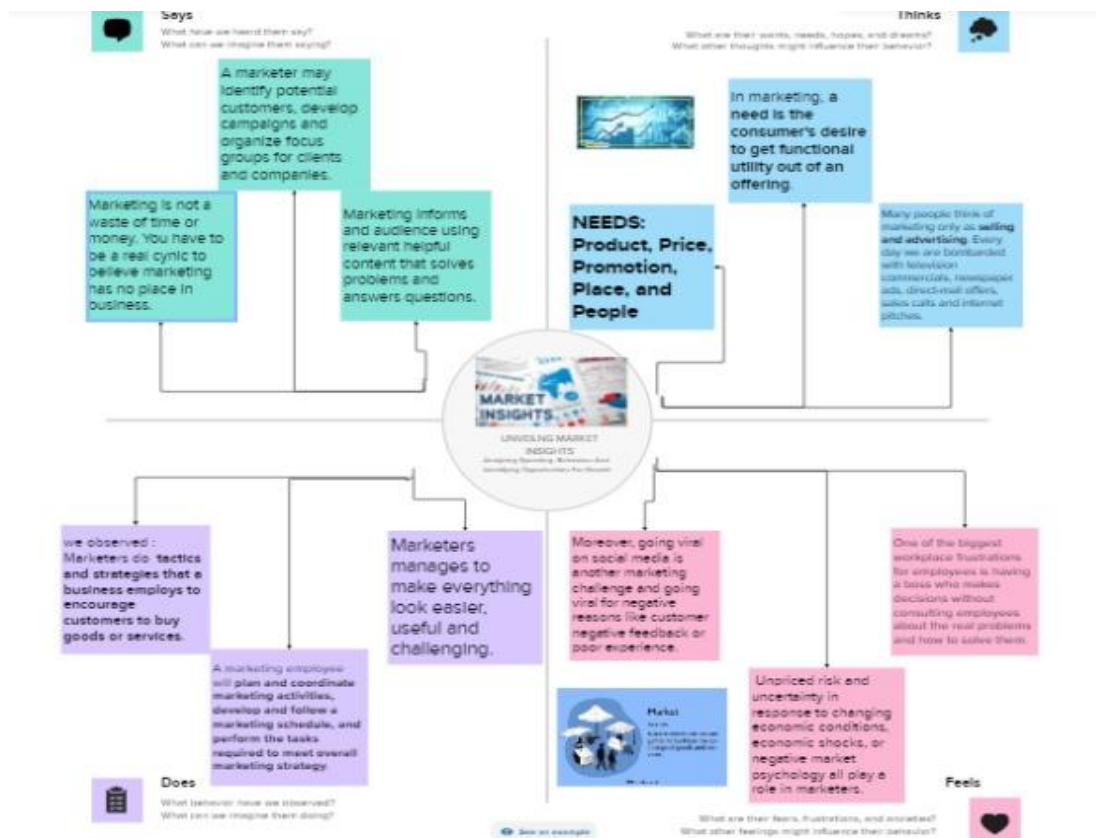 Says
What have we heard them say?
What can we imagine them saying?
Thinks
What are their wants, needs, hopes, and dreams?
What other thoughts might influence their behavior?
A marketer may
identify potential
customers, develop
campaigns and
organize focus
groups for clients
and companies.
Marketing is not a
waste of time or
money. You have to
be a real cynic to
believe marketing
has no place in
business.
Marketing informs
and audience using
relevant helpful
content that solves
problems and
answers questions.
In marketing, a
need is the
consumer's desire
to get functional
utility out of an
offering.
NEEDS:
Product, Price,
Promotion,
Place, and
People
Many people think of
marketing only as selling
and advertising. Every
day we are bombarded
with television
commercials, newspaper
ads, direct-mail offers,
sales calls and internet
pitches.
MARKET
INSIGHTS
UNVEILING MARKET
INSIGHTS
Analyzing Spending Behaviour And
Identifying Opportunities For Growth
we observed :
Marketers do tactics
and strategies that a
business employs to
encourage
customers to buy
goods or services.
A marketing employee
will plan and coordinate
marketing activities,
develop and follow a
marketing schedule, and
perform the tasks
required to meet overall
marketing strategy.
Marketers
manages to
make everything
look easier,
useful and
challenging.
Moreover, going viral
on social media is
another marketing
challenge and going
viral for negative
reasons like customer
negative feedback or
poor experience.
One of the biggest
workplace frustrations
for employees is having
a boss who makes
decisions without
consulting employees
about the real problems
and how to solve them.
Unpriced risk and
uncertainty in
response to changing
economic conditions,
economic shocks, or
negative market
psychology all play a
role in marketers.
Market
Does
What behavior have we observed?
What can we imagine them doing?
Feels
What are their fears, frustrations, and anxieties?
What other feelings might influence their behavior?
See an example